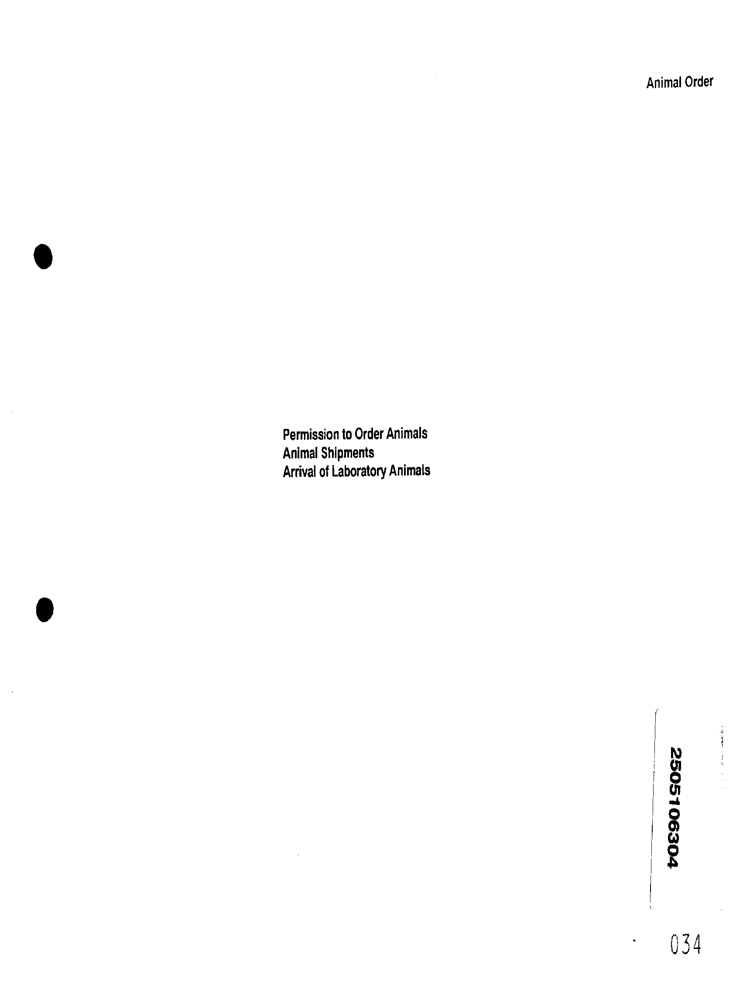 Animal Order
Permission to Order Animals
Animal Shipments
Arrival of Laboratory Animals
2505106304
034